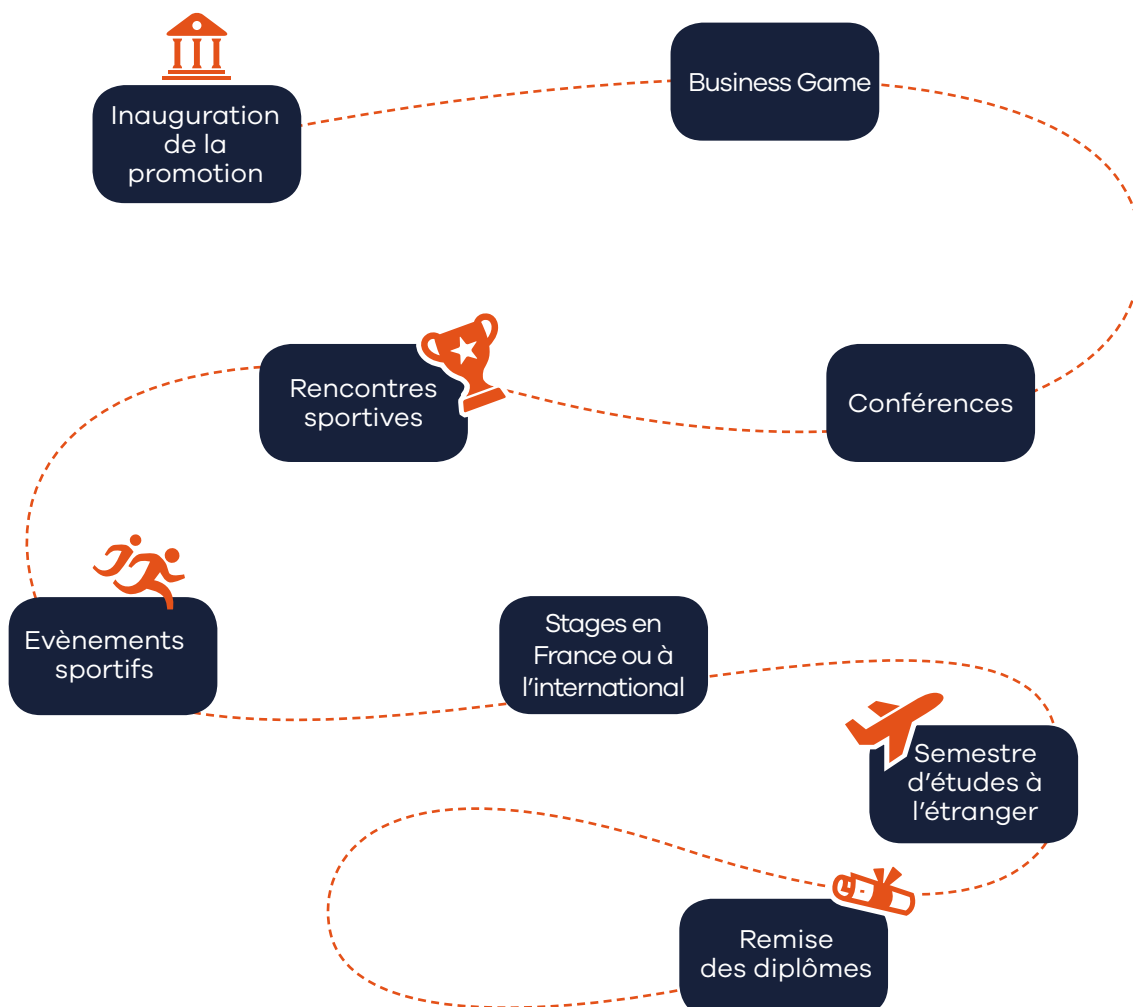 Inauguration
de la
promotion
Business Game
Rencontres
sportives
Conférences
Evènements
sportifs
Stages en
France ou à
l'international
Semestre
d'études à
l'étranger
Remise
des diplômes